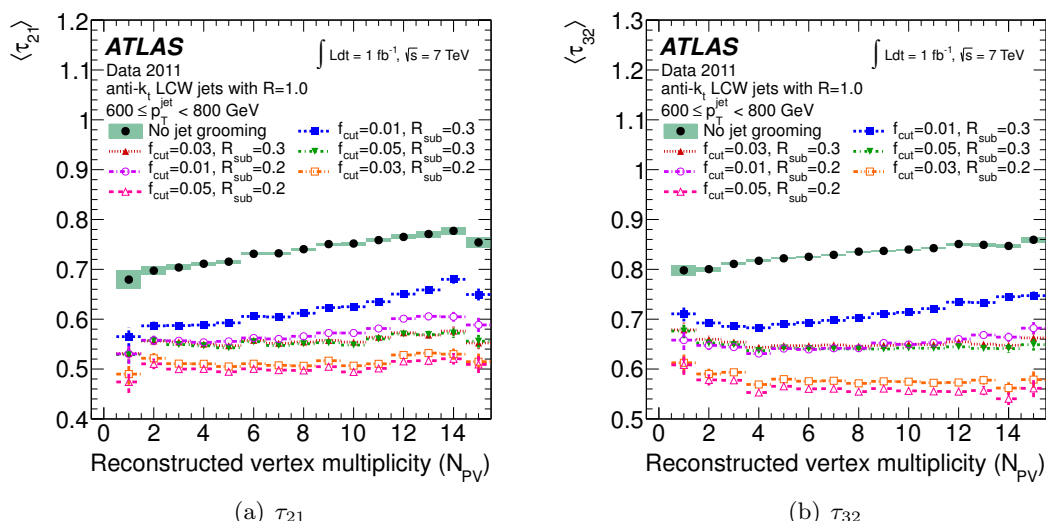 ⟨τ21⟩
1.2
1.1
1
0.9
0.8
0.7
0.6
0.5
0.4
ATLAS
∫ Ldt = 1 fb-1, √s = 7 TeV
Data 2011
anti-kt LCW jets with R=1.0
600 ≤ pTjet < 800 GeV
No jet grooming
fcut=0.01, Rsub=0.3
fcut=0.03, Rsub=0.3
fcut=0.05, Rsub=0.3
fcut=0.01, Rsub=0.2
fcut=0.03, Rsub=0.2
fcut=0.05, Rsub=0.2
0 2 4 6 8 10 12 14
Reconstructed vertex multiplicity (NPV)
(a) τ21
⟨τ32⟩
1.3
1.2
1.1
1
0.9
0.8
0.7
0.6
0.5
ATLAS
∫ Ldt = 1 fb-1, √s = 7 TeV
Data 2011
anti-kt LCW jets with R=1.0
600 ≤ pTjet < 800 GeV
No jet grooming
fcut=0.01, Rsub=0.3
fcut=0.03, Rsub=0.3
fcut=0.05, Rsub=0.3
fcut=0.01, Rsub=0.2
fcut=0.03, Rsub=0.2
fcut=0.05, Rsub=0.2
0 2 4 6 8 10 12 14
Reconstructed vertex multiplicity (NPV)
(b) τ32